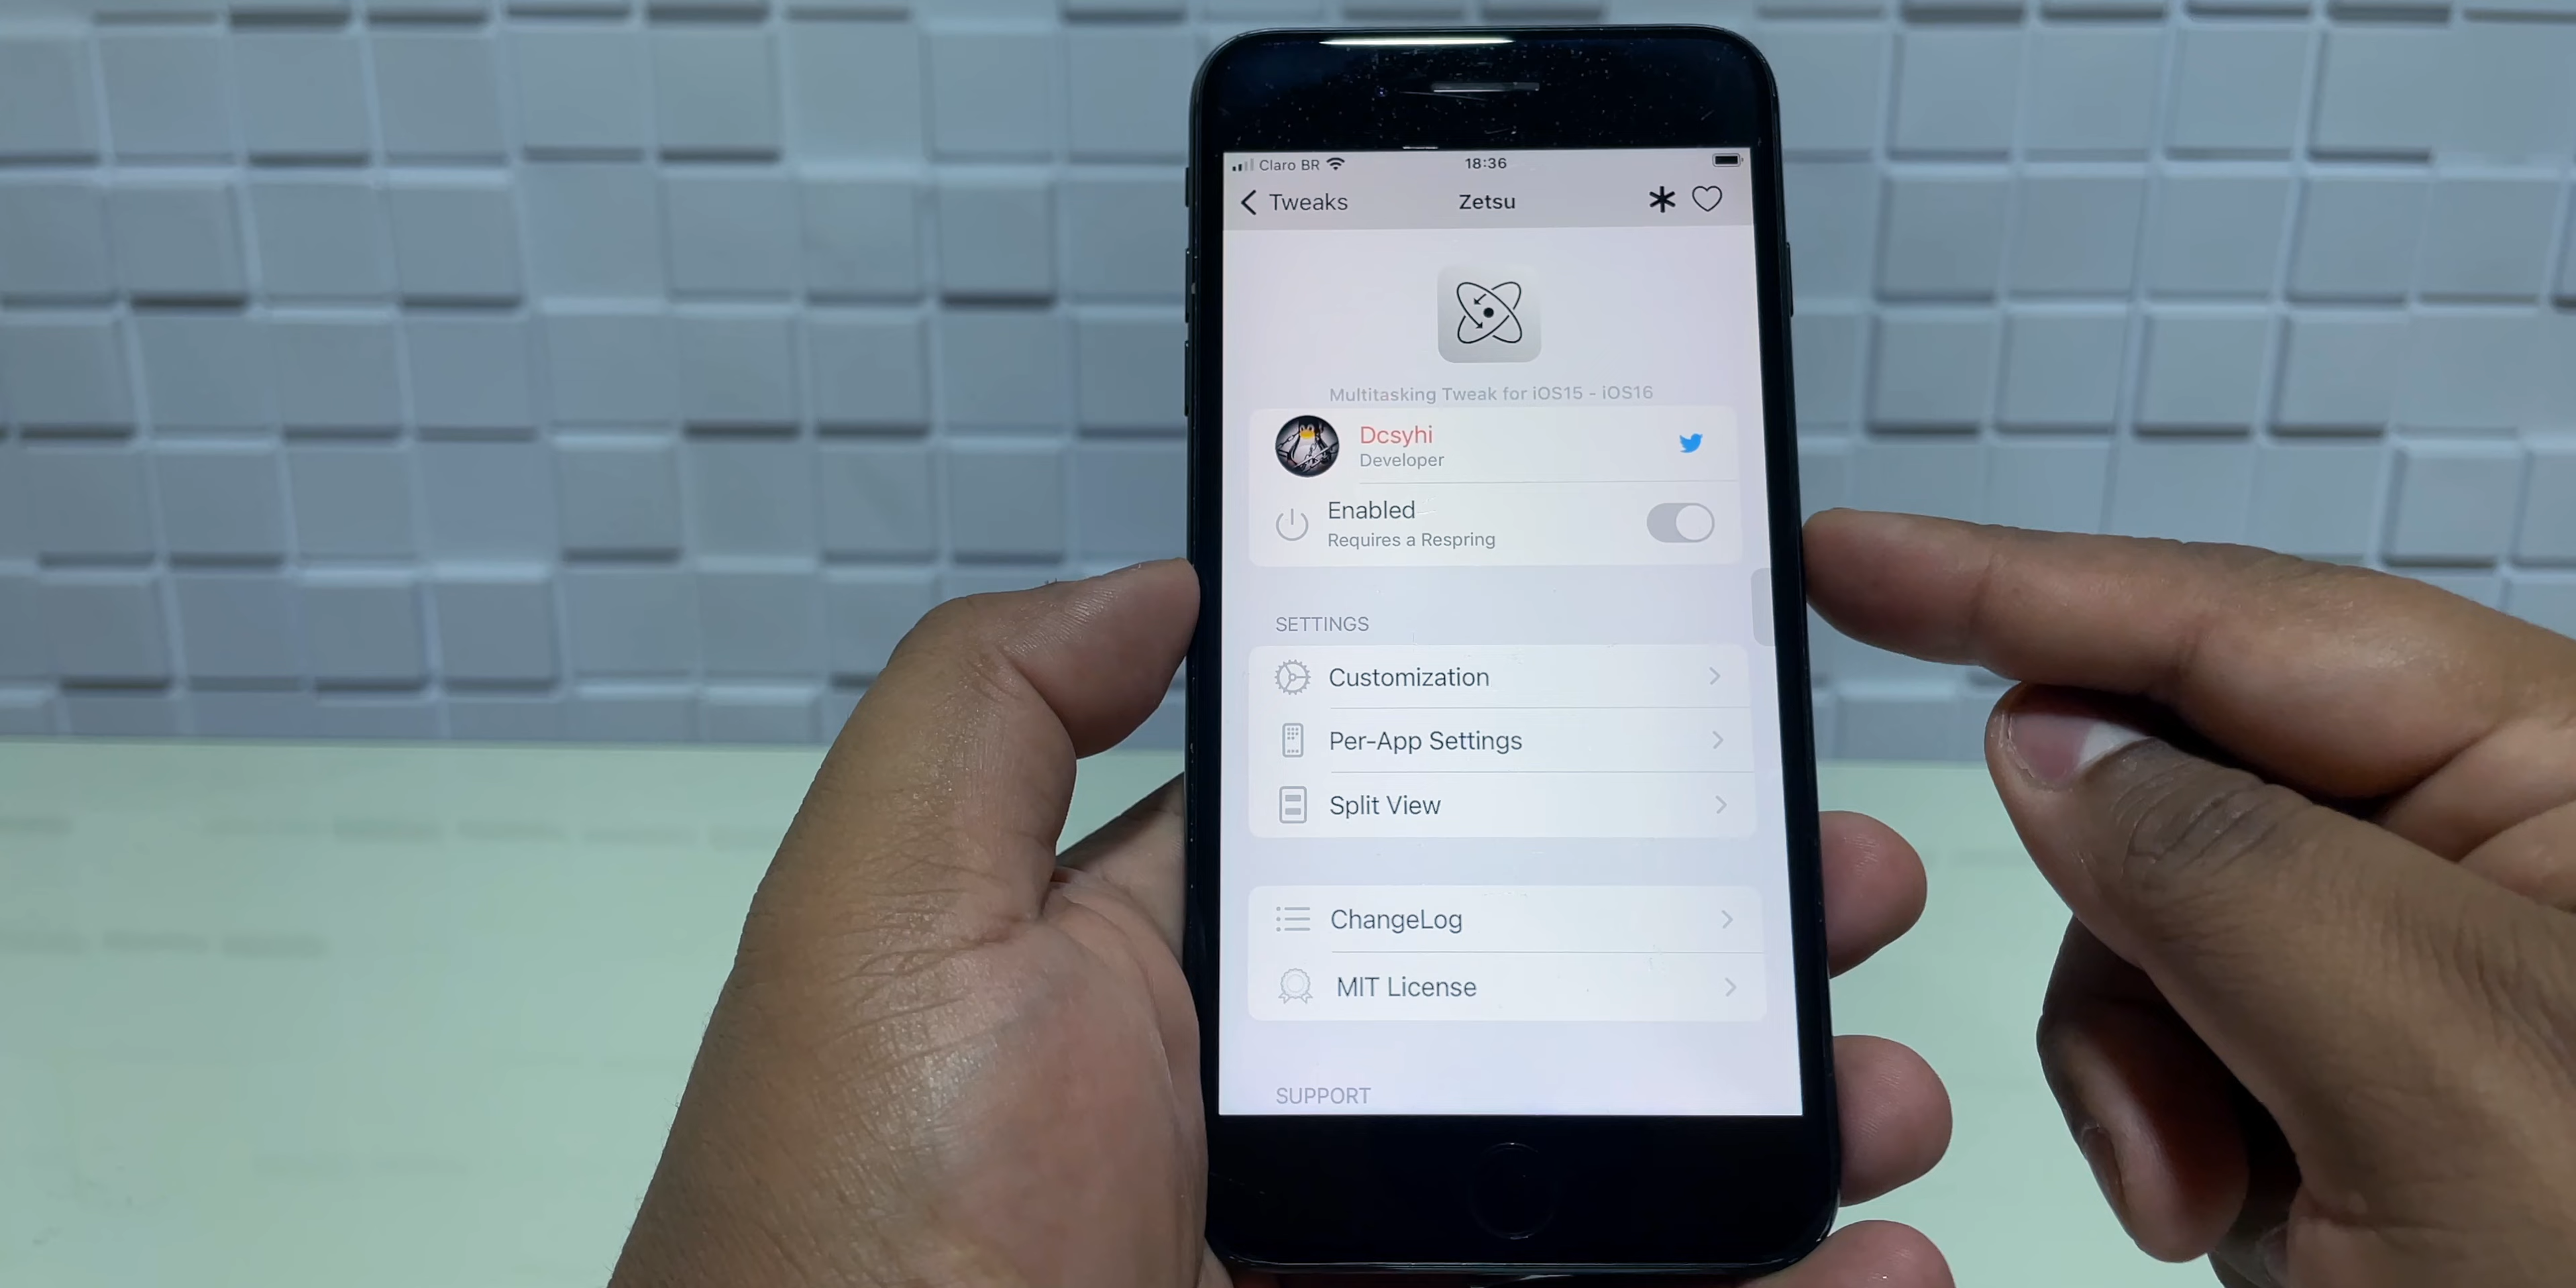 Claro BR 18:36
Tweaks Zetsu
Multitasking Tweak for iOS15 - iOS16
Dcsyhi
Developer
Enabled
Requires a Respring
SETTINGS
Customization
Per-App Settings
Split View
ChangeLog
MIT License
SUPPORT